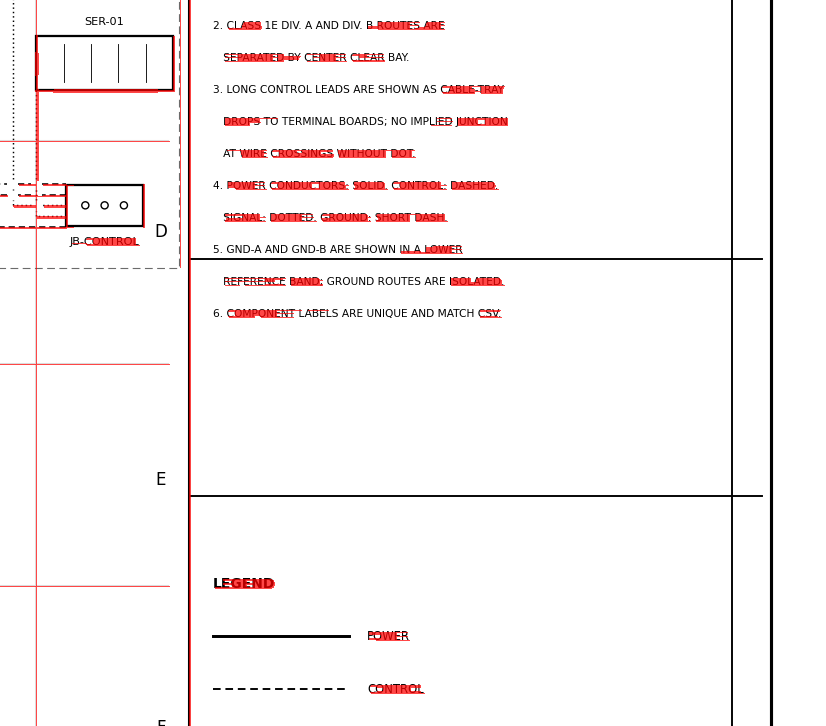 SER-01
JB-CONTROL
D
E
F
2. CLASS 1E DIV. A AND DIV. B ROUTES ARE
SEPARATED BY CENTER CLEAR BAY.
3. LONG CONTROL LEADS ARE SHOWN AS CABLE-TRAY
DROPS TO TERMINAL BOARDS; NO IMPLIED JUNCTION
AT WIRE CROSSINGS WITHOUT DOT.
4. POWER CONDUCTORS: SOLID. CONTROL: DASHED.
SIGNAL: DOTTED. GROUND: SHORT DASH.
5. GND-A AND GND-B ARE SHOWN IN A LOWER
REFERENCE BAND; GROUND ROUTES ARE ISOLATED.
6. COMPONENT LABELS ARE UNIQUE AND MATCH CSV.
LEGEND
POWER
CONTROL